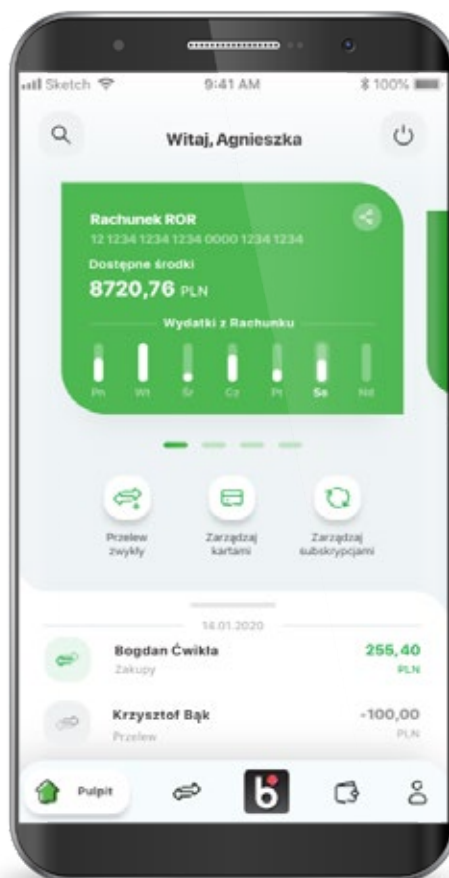 Sketch
9:41 AM
100%
Witaj, Agnieszka
Rachunek ROR
12 1234 1234 1234 0000 1234 1234
Dostępne środki
8720,76 PLN
Wydatki z Rachunku
Pn Wt Śr Cz Pt So Nd
Przelew
zwykły
Zarządzaj
kartami
Zarządzaj
subskrypcjami
14.01.2020
Bogdan Ćwikła
255,40
Zakupy
PLN
Krzysztof Bąk
-100,00
Przelew
PLN
Pulpit
b